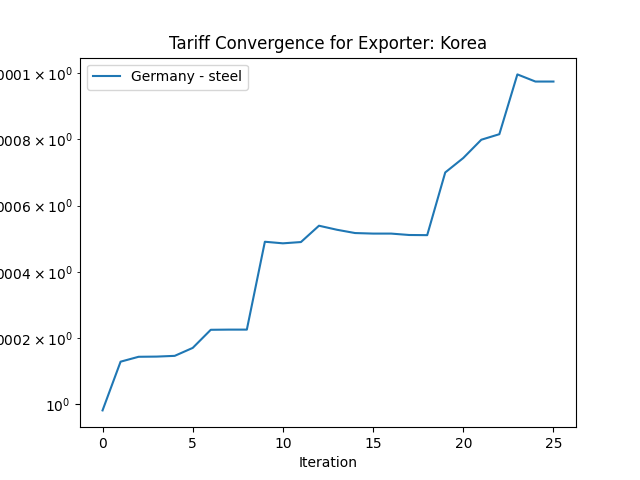 Tariff Convergence for Exporter: Korea
Germany - steel
0001 × 10⁰
0008 × 10⁰
0006 × 10⁰
0004 × 10⁰
0002 × 10⁰
10⁰
0 5 10 15 20 25
Iteration